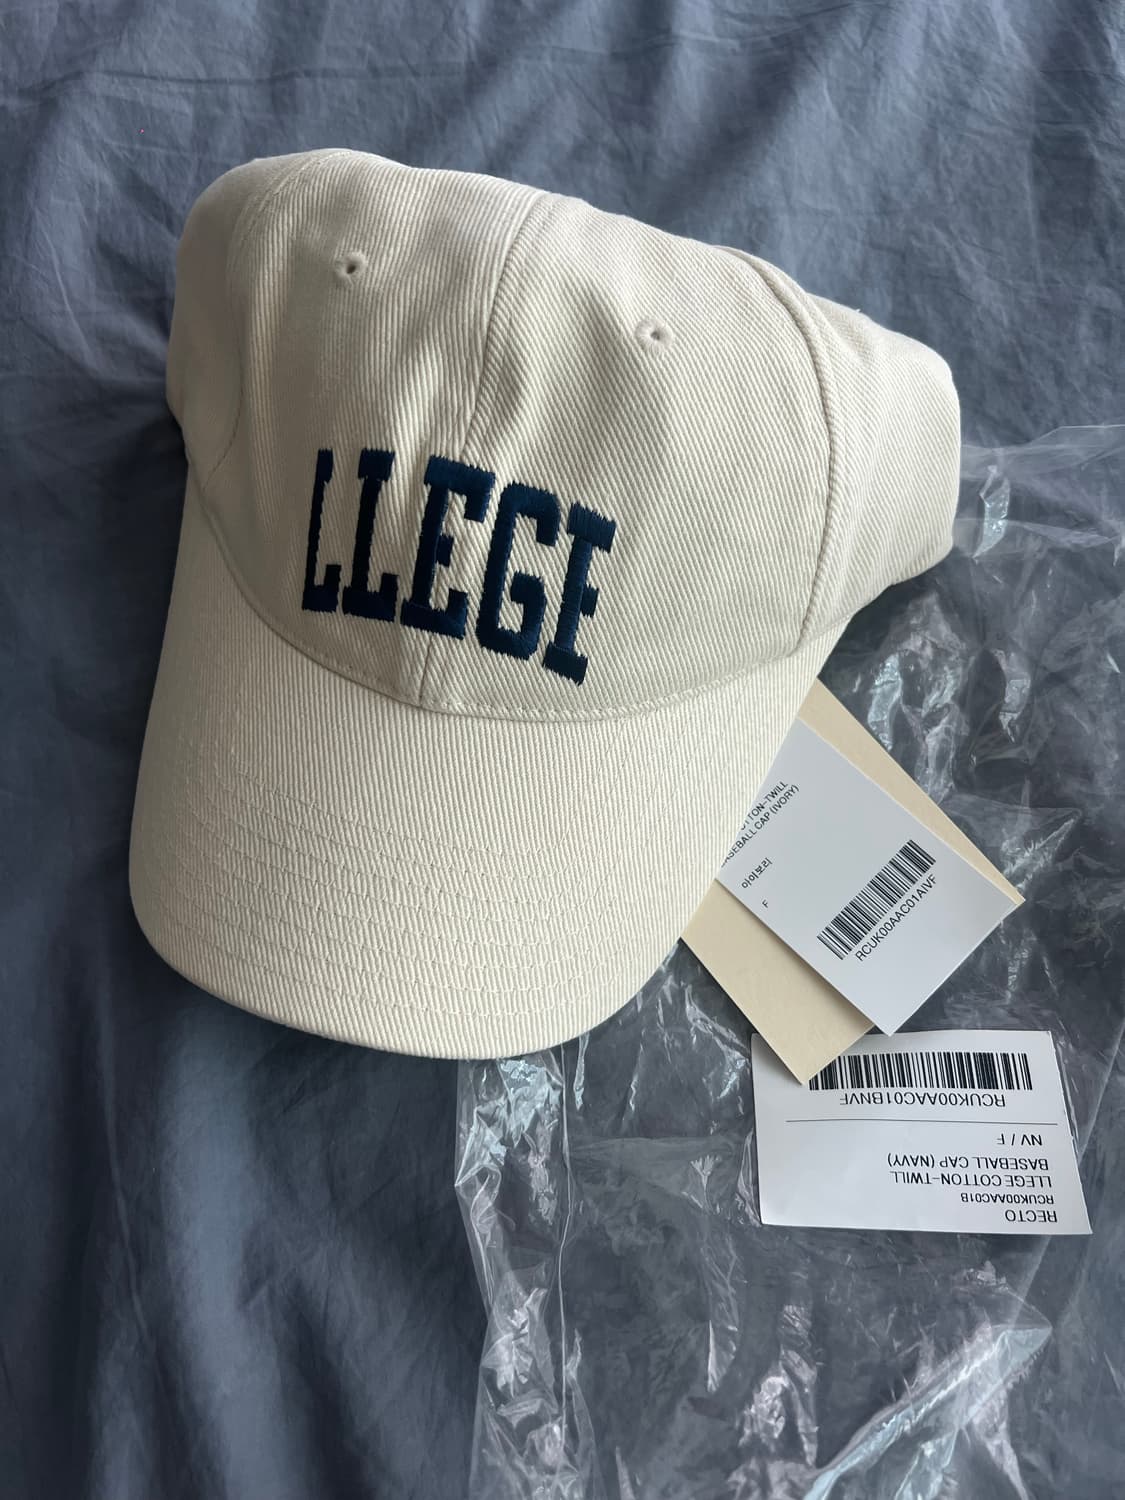 LLEGE
COTTON-TWILL
BASEBALL CAP (IVORY)
아이보리
F
RCUK00AAC01AIVF
RECTO
RCUK00AAC01B
LLEGE COTTON-TWILL
BASEBALL CAP (NAVY)
NV / F
RCUK00AAC01BNVF